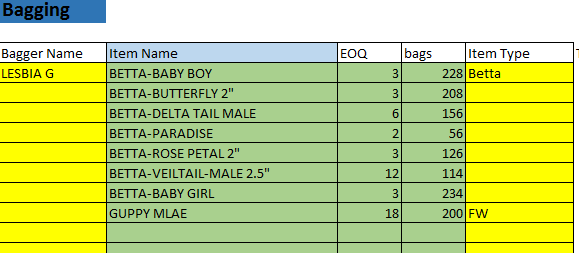 Bagging
Bagger Name Item Name EOQ bags Item Type
LESBIA G BETTA-BABY BOY 3 228 Betta
BETTA-BUTTERFLY 2" 3 208
BETTA-DELTA TAIL MALE 6 156
BETTA-PARADISE 2 56
BETTA-ROSE PETAL 2" 3 126
BETTA-VEILTAIL-MALE 2.5" 12 114
BETTA-BABY GIRL 3 234
GUPPY MLAE 18 200 FW